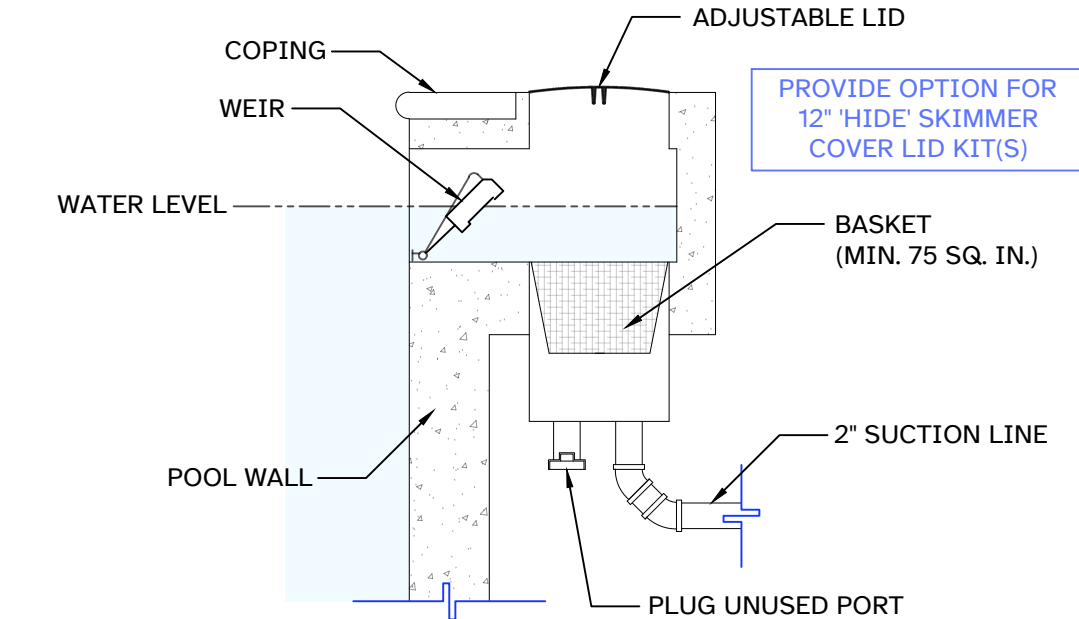 ADJUSTABLE LID
COPING
PROVIDE OPTION FOR
12" 'HIDE' SKIMMER
COVER LID KIT(S)
WEIR
WATER LEVEL
BASKET
(MIN. 75 SQ. IN.)
2" SUCTION LINE
POOL WALL
PLUG UNUSED PORT